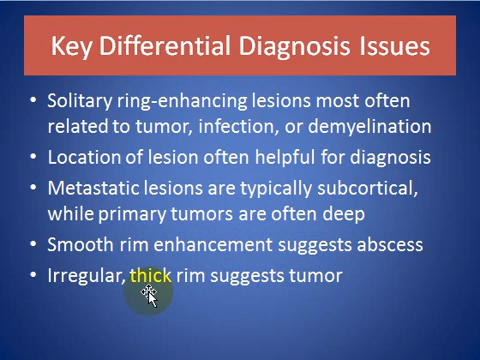 Key Differential Diagnosis Issues
• Solitary ring-enhancing lesions most often
related to tumor, infection, or demyelination
• Location of lesion often helpful for diagnosis
• Metastatic lesions are typically subcortical,
while primary tumors are often deep
• Smooth rim enhancement suggests abscess
• Irregular, thick rim suggests tumor